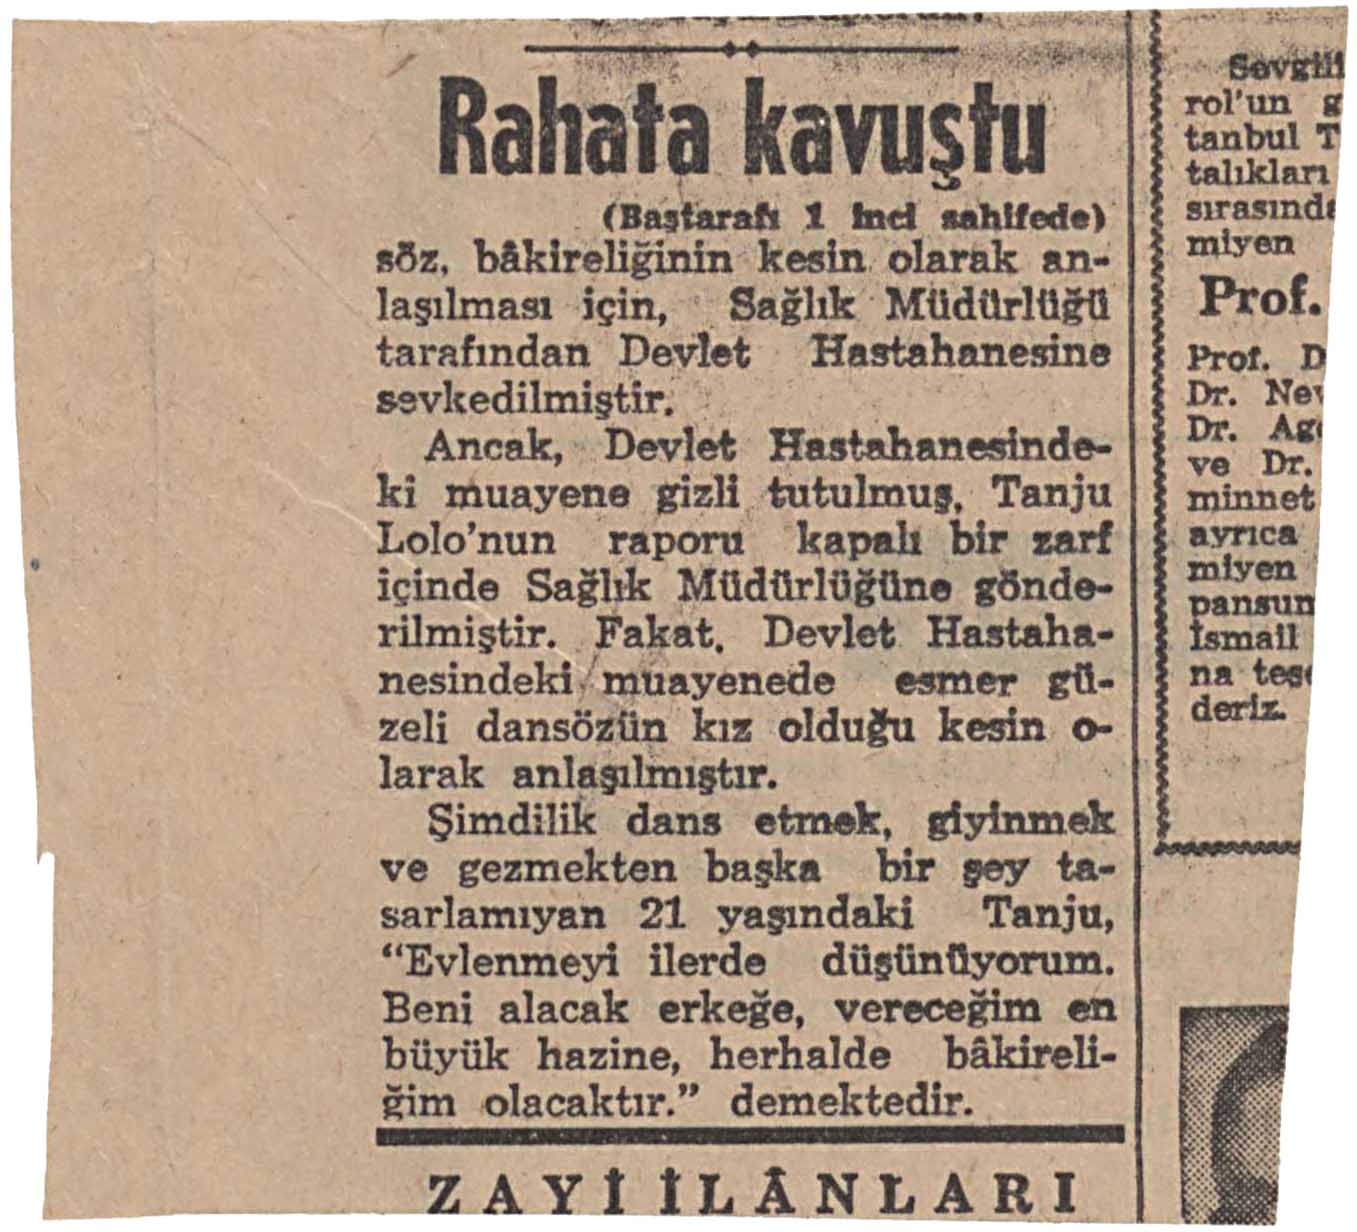 Rahata kavuştu
(Baştarafı 1 inci sahifede)
söz, bâkireliğinin kesin olarak an-
laşılması için, Sağlık Müdürlüğü
tarafından Devlet Hastahanesine
sevkedilmiştir.
Ancak, Devlet Hastahanesinde-
ki muayene gizli tutulmuş, Tanju
Lolo'nun raporu kapalı bir zarf
içinde Sağlık Müdürlüğüne gönde-
rilmiştir. Fakat, Devlet Hastaha-
nesindeki muayenede esmer gü-
zeli dansözün kız olduğu kesin o-
larak anlaşılmıştır.
Şimdilik dans etmek, giyinmek
ve gezmekten başka bir şey ta-
sarlamıyan 21 yaşındaki Tanju,
“Evlenmeyi ilerde düşünüyorum.
Beni alacak erkeğe, vereceğim en
büyük hazine, herhalde bâkireli-
ğim olacaktır.” demektedir.
ZAYİ İLÂNLARI
rol'un
tanbul T
talıkları
miyen
Prof.
Prof. D
Dr.
Dr.
ve Dr.
minnet
ayrıca
miyen
İsmail
na
deriz.